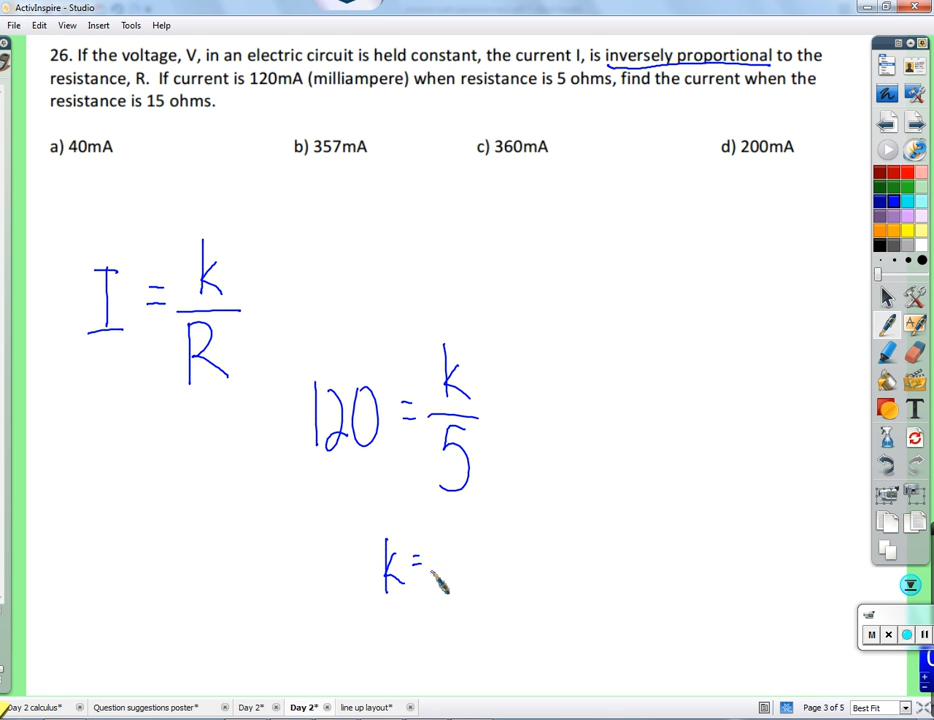 ActivInspire - Studio
File Edit View Insert Tools Help
26. If the voltage, V, in an electric circuit is held constant, the current I, is inversely proportional to the
resistance, R. If current is 120mA (milliampere) when resistance is 5 ohms, find the current when the
resistance is 15 ohms.
a) 40mA b) 357mA c) 360mA d) 200mA
I = k
R
120 = k
5
k =
M
Day 2 calculus* Question suggestions poster* Day 2* Day 2* line up layout* Page 3 of 5 Best Fit